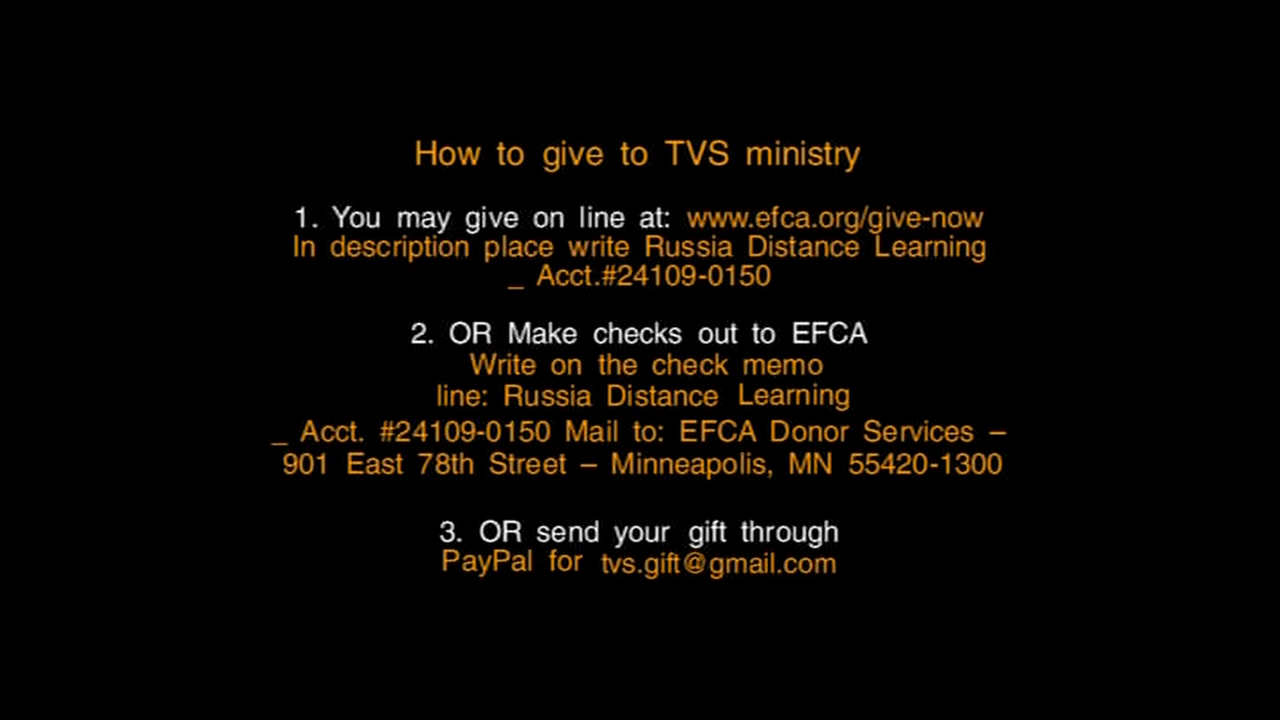 How to give to TVS ministry
1. You may give on line at: www.efca.org/give-now
In description place write Russia Distance Learning
_ Acct.#24109-0150
2. OR Make checks out to EFCA
Write on the check memo
line: Russia Distance Learning
_ Acct. #24109-0150 Mail to: EFCA Donor Services –
901 East 78th Street – Minneapolis, MN 55420-1300
3. OR send your gift through
PayPal for tvs.gift@gmail.com